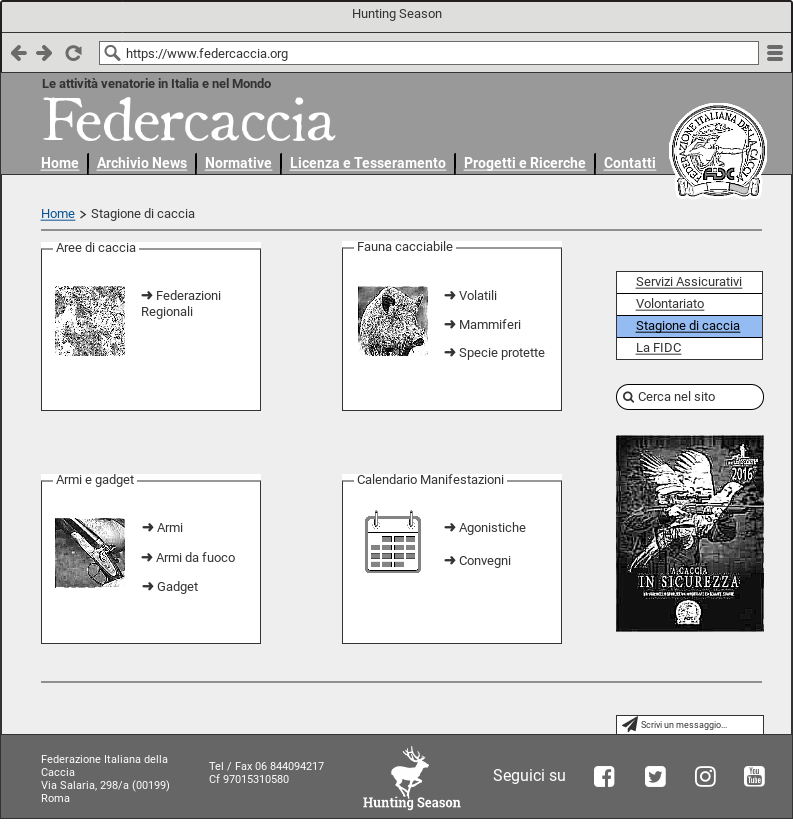 Hunting Season
https://www.federcaccia.org
Le attività venatorie in Italia e nel Mondo
Federcaccia
Home
Archivio News
Normative
Licenza e Tesseramento
Progetti e Ricerche
Contatti
FEDERAZIONE ITALIANA DELLA CACCIA
FIDC
Home > Stagione di caccia
Aree di caccia
Federazioni
Regionali
Fauna cacciabile
Volatili
Mammiferi
Specie protette
Servizi Assicurativi
Volontariato
Stagione di caccia
La FIDC
Cerca nel sito
2016
A CACCIA
IN SICUREZZA
Armi e gadget
Armi
Armi da fuoco
Gadget
Calendario Manifestazioni
Agonistiche
Convegni
Scrivi un messaggio...
Federazione Italiana della
Caccia
Via Salaria, 298/a (00199)
Roma
Tel / Fax 06 844094217
Cf 97015310580
Hunting Season
Seguici su
You
Tube